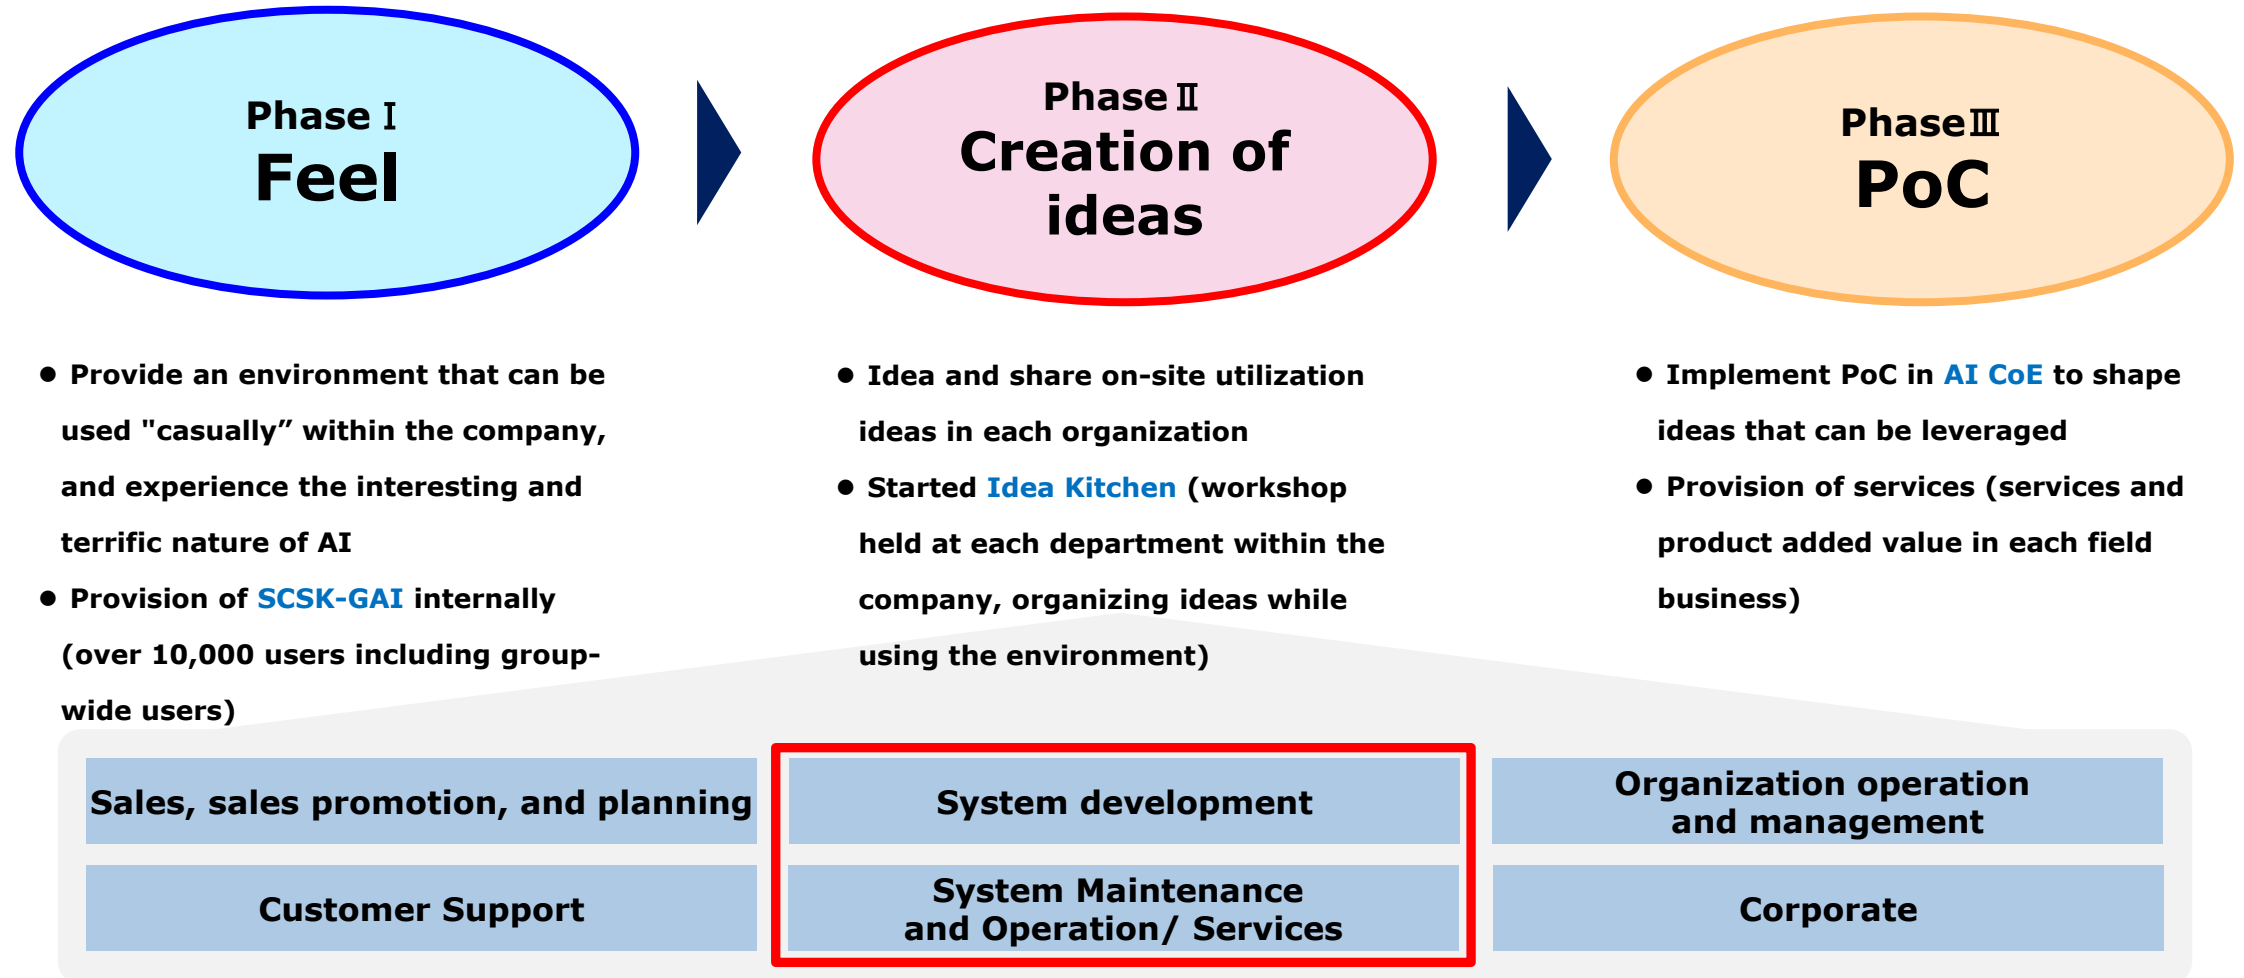 Phase Ⅰ
Feel
Phase Ⅱ
Creation of
ideas
PhaseⅢ
PoC
● Provide an environment that can be
used "casually” within the company,
and experience the interesting and
terrific nature of AI
● Provision of SCSK-GAI internally
(over 10,000 users including group-
wide users)
● Idea and share on-site utilization
ideas in each organization
● Started Idea Kitchen (workshop
held at each department within the
company, organizing ideas while
using the environment)
● Implement PoC in AI CoE to shape
ideas that can be leveraged
● Provision of services (services and
product added value in each field
business)
Sales, sales promotion, and planning
System development
Organization operation
and management
Customer Support
System Maintenance
and Operation/ Services
Corporate